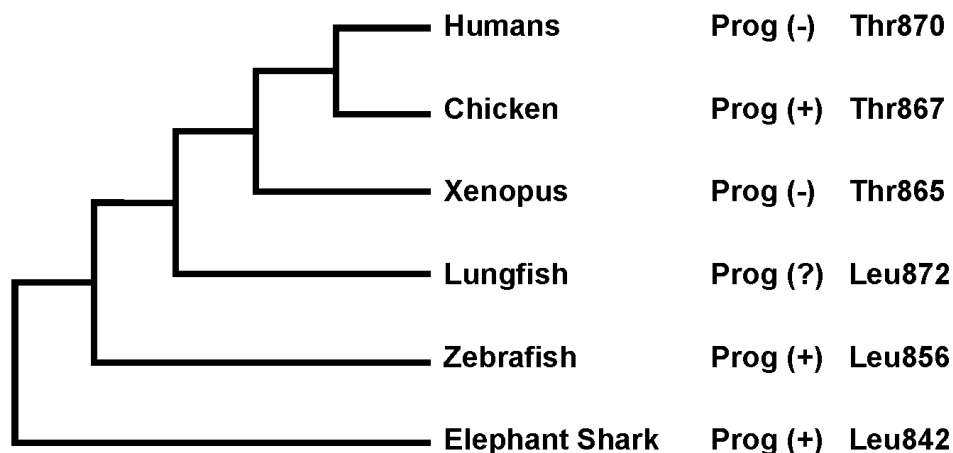 Humans Prog (-) Thr870
Chicken Prog (+) Thr867
Xenopus Prog (-) Thr865
Lungfish Prog (?) Leu872
Zebrafish Prog (+) Leu856
Elephant Shark Prog (+) Leu842